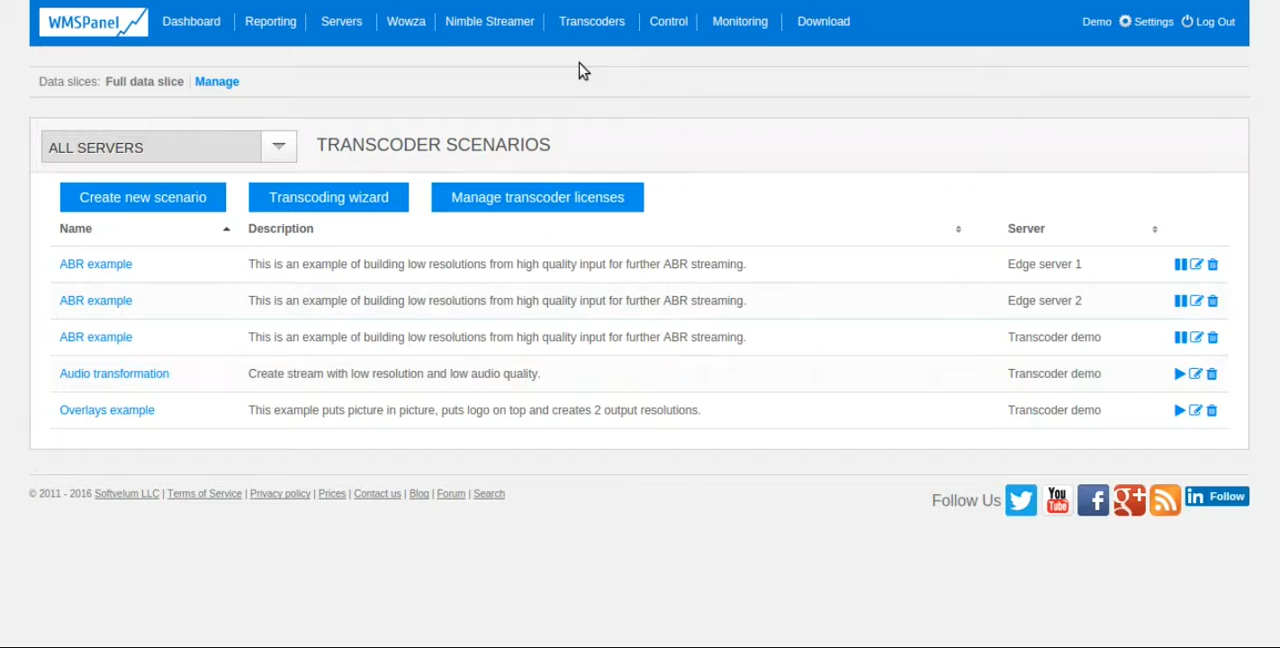 WMSPanel Dashboard Reporting Servers Wowza Nimble Streamer Transcoders Control Monitoring Download Demo Settings Log Out
Data slices: Full data slice Manage
ALL SERVERS TRANSCODER SCENARIOS
Create new scenario Transcoding wizard Manage transcoder licenses
Name Description Server
ABR example This is an example of building low resolutions from high quality input for further ABR streaming. Edge server 1
ABR example This is an example of building low resolutions from high quality input for further ABR streaming. Edge server 2
ABR example This is an example of building low resolutions from high quality input for further ABR streaming. Transcoder demo
Audio transformation Create stream with low resolution and low audio quality. Transcoder demo
Overlays example This example puts picture in picture, puts logo on top and creates 2 output resolutions. Transcoder demo
© 2011 - 2016 Softvelum LLC | Terms of Service | Privacy policy | Prices | Contact us | Blog | Forum | Search Follow Us You Tube f g+ in Follow